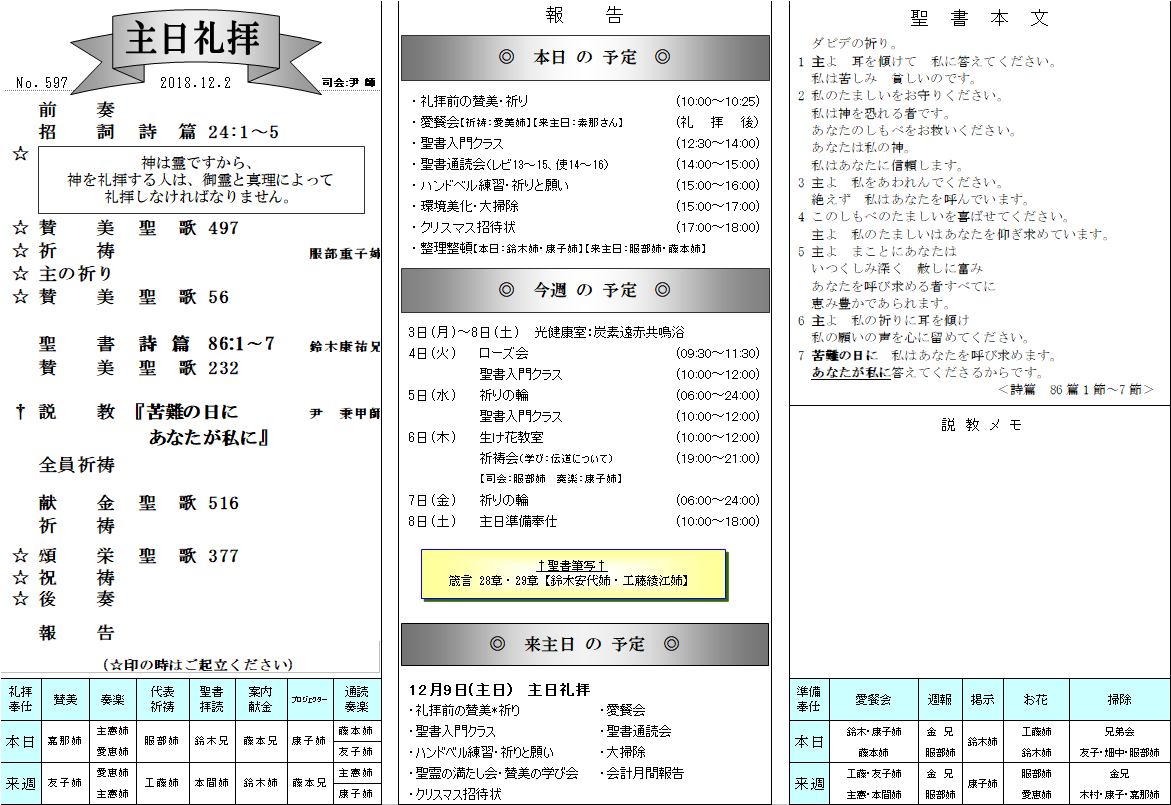 主日礼拝
No. 597
2018.12.2
司会:尹 師
前 奏
招 詞 詩 篇 24:1～5
☆
神は霊ですから、
神を礼拝する人は、御霊と真理によって
礼拝しなければなりません。
☆ 賛 美 聖 歌 497
☆ 祈 祷 服部重子姉
☆ 主の祈り
☆ 賛 美 聖 歌 56
聖 書 詩 篇 86:1～7 鈴木康祐兄
賛 美 聖 歌 232
† 説 教 『苦難の日に 尹 秉甲師
あなたが私に』
全員祈祷
献 金 聖 歌 516
祈 祷
☆ 頌 栄 聖 歌 377
☆ 祝 祷
☆ 後 奏
報 告
(☆印の時はご起立ください)
礼拝奉仕 賛美 奏楽 代表祈祷 聖書拝読 案内献金 プロジェクター 通読奏楽
本日 嘉那姉 主憲姉 愛恵姉 服部姉 鈴木兄 藤本兄 康子姉 藤本姉 友子姉
来週 友子姉 愛恵姉 主憲姉 工藤姉 本間姉 鈴木姉 藤本兄 主憲姉 康子姉
報 告
◎ 本日 の 予定 ◎
・礼拝前の賛美・祈り (10:00～10:25)
・愛餐会【祈祷:愛美姉】【来主日:素那さん】 (礼 拝 後)
・聖書入門クラス (12:30～14:00)
・聖書通読会(レビ13～15、使14～16) (14:00～15:00)
・ハンドベル練習・祈りと願い (15:00～16:00)
・環境美化・大掃除 (15:00～17:00)
・クリスマス招待状 (17:00～18:00)
・整理整頓【本日:鈴木姉・康子姉】【来主日:服部姉・藤本姉】
◎ 今週 の 予定 ◎
3日(月)～8日(土) 光健康室:炭素遠赤共鳴浴
4日(火) ローズ会 (09:30～11:30)
聖書入門クラス (10:00～12:00)
5日(水) 祈りの輪 (06:00～24:00)
聖書入門クラス (10:00～12:00)
6日(木) 生け花教室 (10:00～12:00)
祈祷会(学び:伝道について) (19:00～21:00)
【司会:服部姉 奏楽:康子姉】
7日(金) 祈りの輪 (06:00～24:00)
8日(土) 主日準備奉仕 (10:00～18:00)
†聖書筆写†
箴言 28章・29章【鈴木安代姉・工藤綾江姉】
◎ 来主日 の 予定 ◎
12月9日(主日) 主日礼拝
・礼拝前の賛美*祈り ・愛餐会
・聖書入門クラス ・聖書通読会
・ハンドベル練習・祈りと願い ・大掃除
・聖霊の満たし会・賛美の学び会 ・会計月間報告
・クリスマス招待状
聖 書 本 文
ダビデの祈り。
1 主よ 耳を傾けて 私に答えてください。
私は苦しみ 貧しいのです。
2 私のたましいをお守りください。
私は神を恐れる者です。
あなたのしもべをお救いください。
あなたは私の神。
私はあなたに信頼します。
3 主よ 私をあわれんでください。
絶えず 私はあなたを呼んでいます。
4 このしもべのたましいを喜ばせてください。
主よ 私のたましいはあなたを仰ぎ求めています。
5 主よ まことにあなたは
いつくしみ深く 赦しに富み
あなたを呼び求める者すべてに
恵み豊かであられます。
6 主よ 私の祈りに耳を傾け
私の願いの声を心に留めてください。
7 苦難の日に 私はあなたを呼び求めます。
あなたが私に答えてくださるからです。
＜詩篇 86篇1節～7節＞
説 教 メ モ
準備奉仕 愛餐会 週報 掲示 お花 掃除
本日 鈴木・康子姉 藤本姉 金 兄 服部姉 鈴木姉 工藤姉 鈴木姉 兄弟会 友子・畑中・服部姉
来週 工藤・友子姉 主憲・本間姉 金 兄 服部姉 康子姉 服部姉 愛恵姉 金兄 木村・康子・嘉那姉